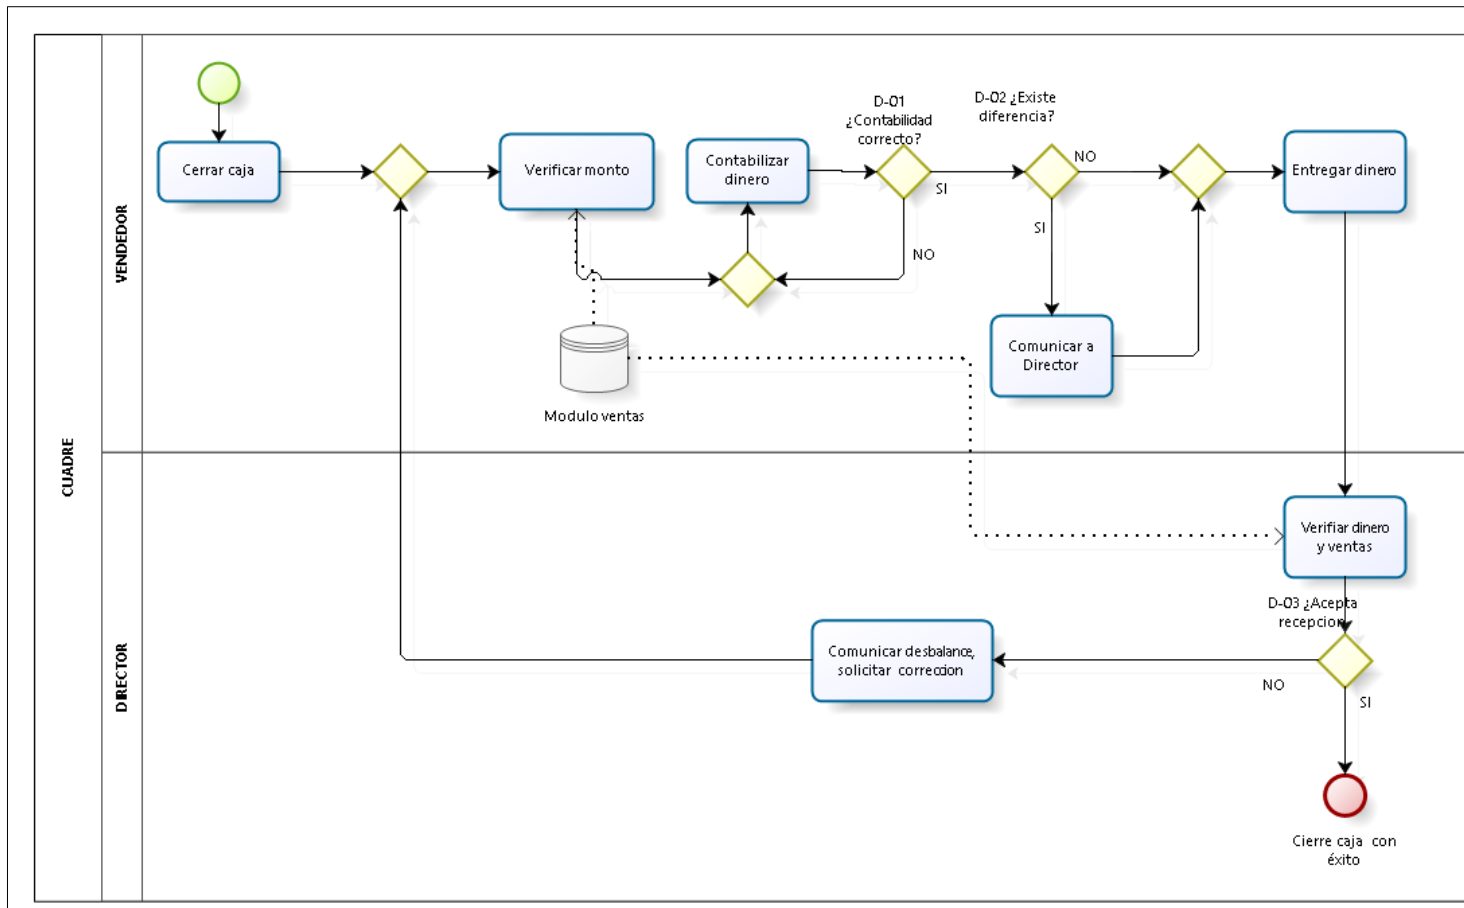 CUADRE
VENDEDOR
DIRECTOR
Cerrar caja
Verificar monto
Contabilizar
dinero
D-01
¿Contabilidad
correcto?
SI
NO
D-02 ¿Existe
diferencia?
NO
SI
Comunicar a
Director
Entregar dinero
Modulo ventas
Verifiar dinero
y ventas
D-03 ¿Acepta
recepcion
NO
SI
Comunicar desbalance,
solicitar correccion
Cierre caja con
éxito